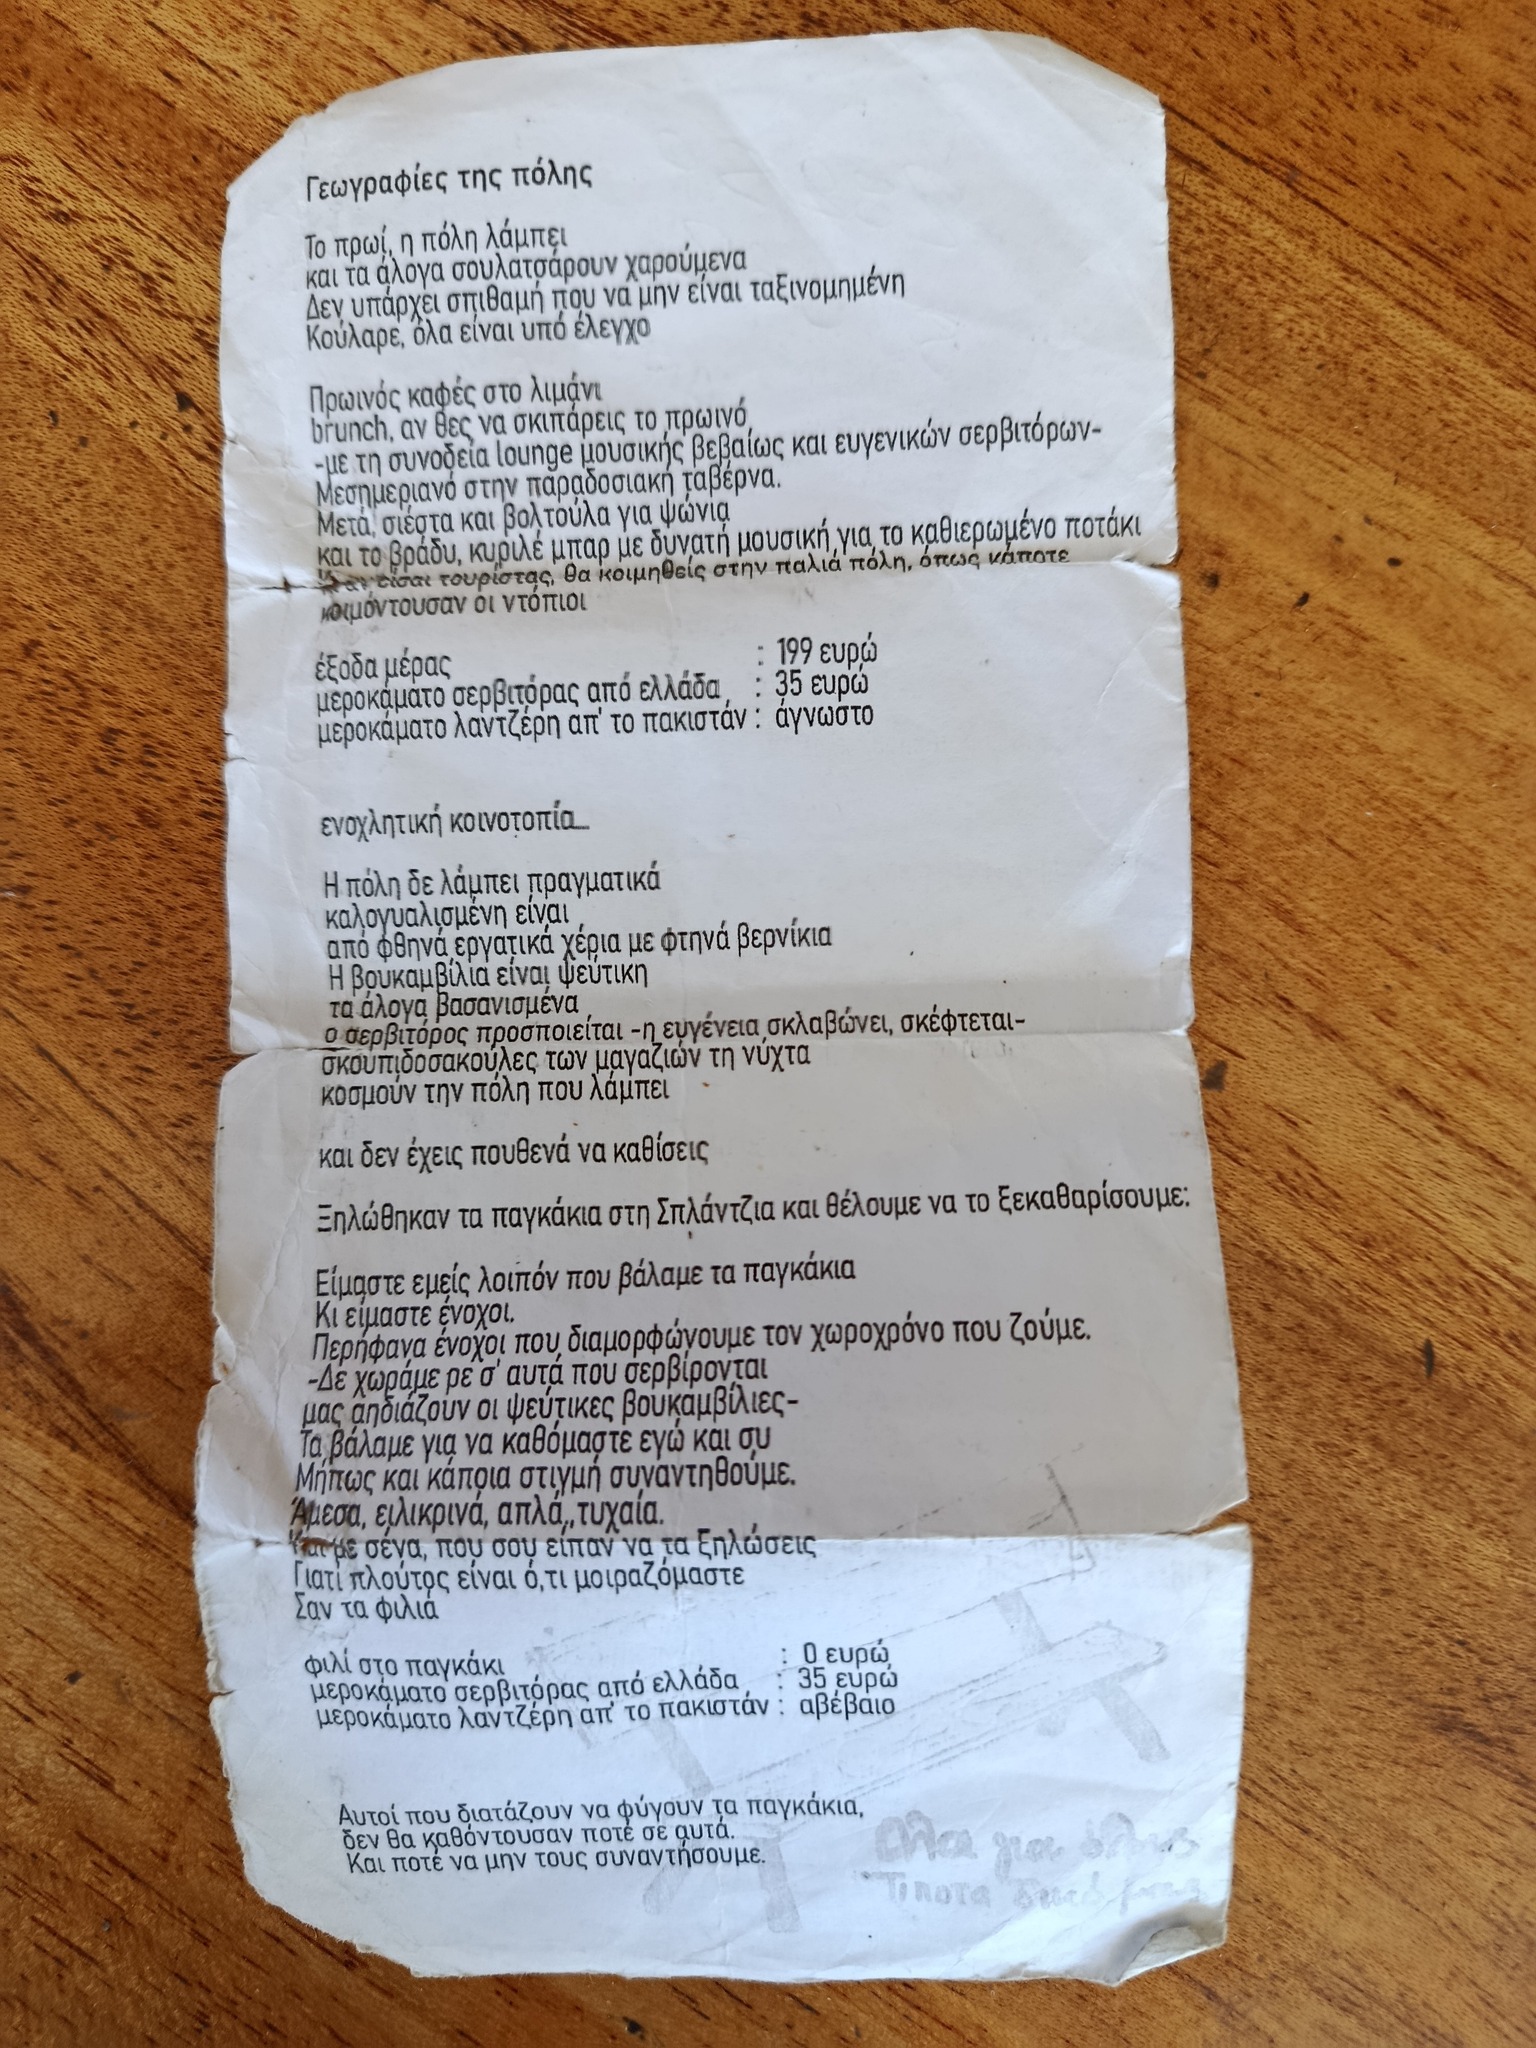 Γεωγραφίες της πόλης
Το πρωί, η πόλη λάμπει
και τα άλογα σουλατσάρουν χαρούμενα
Δεν υπάρχει σπιθαμή που να μην είναι ταξινομημένη
Κούλαρε, όλα είναι υπό έλεγχο
Πρωινός καφές στο λιμάνι
brunch, αν θες να σκιπάρεις το πρωινό,
-με τη συνοδεία lounge μουσικής βεβαίως και ευγενικών σερβιτόρων-
Μεσημεριανό στην παραδοσιακή ταβέρνα.
Μετά, σιέστα και βολτούλα για ψώνια
και το βράδυ, κυριλέ μπαρ με δυνατή μουσική για το καθιερωμένο ποτάκι
αν είσαι τουρίστας, θα κοιμηθείς στην παλιά πόλη, όπως κάποτε
κοιμόντουσαν οι ντόπιοι
έξοδα μέρας : 199 ευρώ
μεροκάματο σερβιτόρας από ελλάδα : 35 ευρώ
μεροκάματο λαντζέρη απ' το πακιστάν : άγνωστο
ενοχλητική κοινοτοπία...
Η πόλη δε λάμπει πραγματικά
καλογυαλισμένη είναι
από φθηνά εργατικά χέρια με φτηνά βερνίκια
Η βουκαμβίλια είναι ψεύτικη
τα άλογα βασανισμένα
ο σερβιτόρος προσποιείται -η ευγένεια σκλαβώνει, σκέφτεται-
σκουπιδοσακούλες των μαγαζιών τη νύχτα
κοσμούν την πόλη που λάμπει
και δεν έχεις πουθενά να καθίσεις
Ξηλώθηκαν τα παγκάκια στη Σπλάντζια και θέλουμε να το ξεκαθαρίσουμε:
Είμαστε εμείς λοιπόν που βάλαμε τα παγκάκια
Κι είμαστε ένοχοι.
Περήφανα ένοχοι που διαμορφώνουμε τον χωροχρόνο που ζούμε.
-Δε χωράμε ρε σ' αυτά που σερβίρονται
μας αηδιάζουν οι ψεύτικες βουκαμβίλιες-
Τα βάλαμε για να καθόμαστε εγώ και συ
Μήπως και κάποια στιγμή συναντηθούμε.
Άμεσα, ειλικρινά, απλά,,τυχαία.
Και με σένα, που σου είπαν να τα ξηλώσεις
Γιατί πλούτος είναι ό,τι μοιραζόμαστε
Σαν τα φιλιά
φιλί στο παγκάκι : 0 ευρώ
μεροκάματο σερβιτόρας από ελλάδα : 35 ευρώ
μεροκάματο λαντζέρη απ' το πακιστάν : αβέβαιο
Αυτοί που διατάζουν να φύγουν τα παγκάκια,
δεν θα καθόντουσαν ποτέ σε αυτά.
Και ποτέ να μην τους συναντήσουμε.
Όλα για όλους
Τίποτα δικό μας